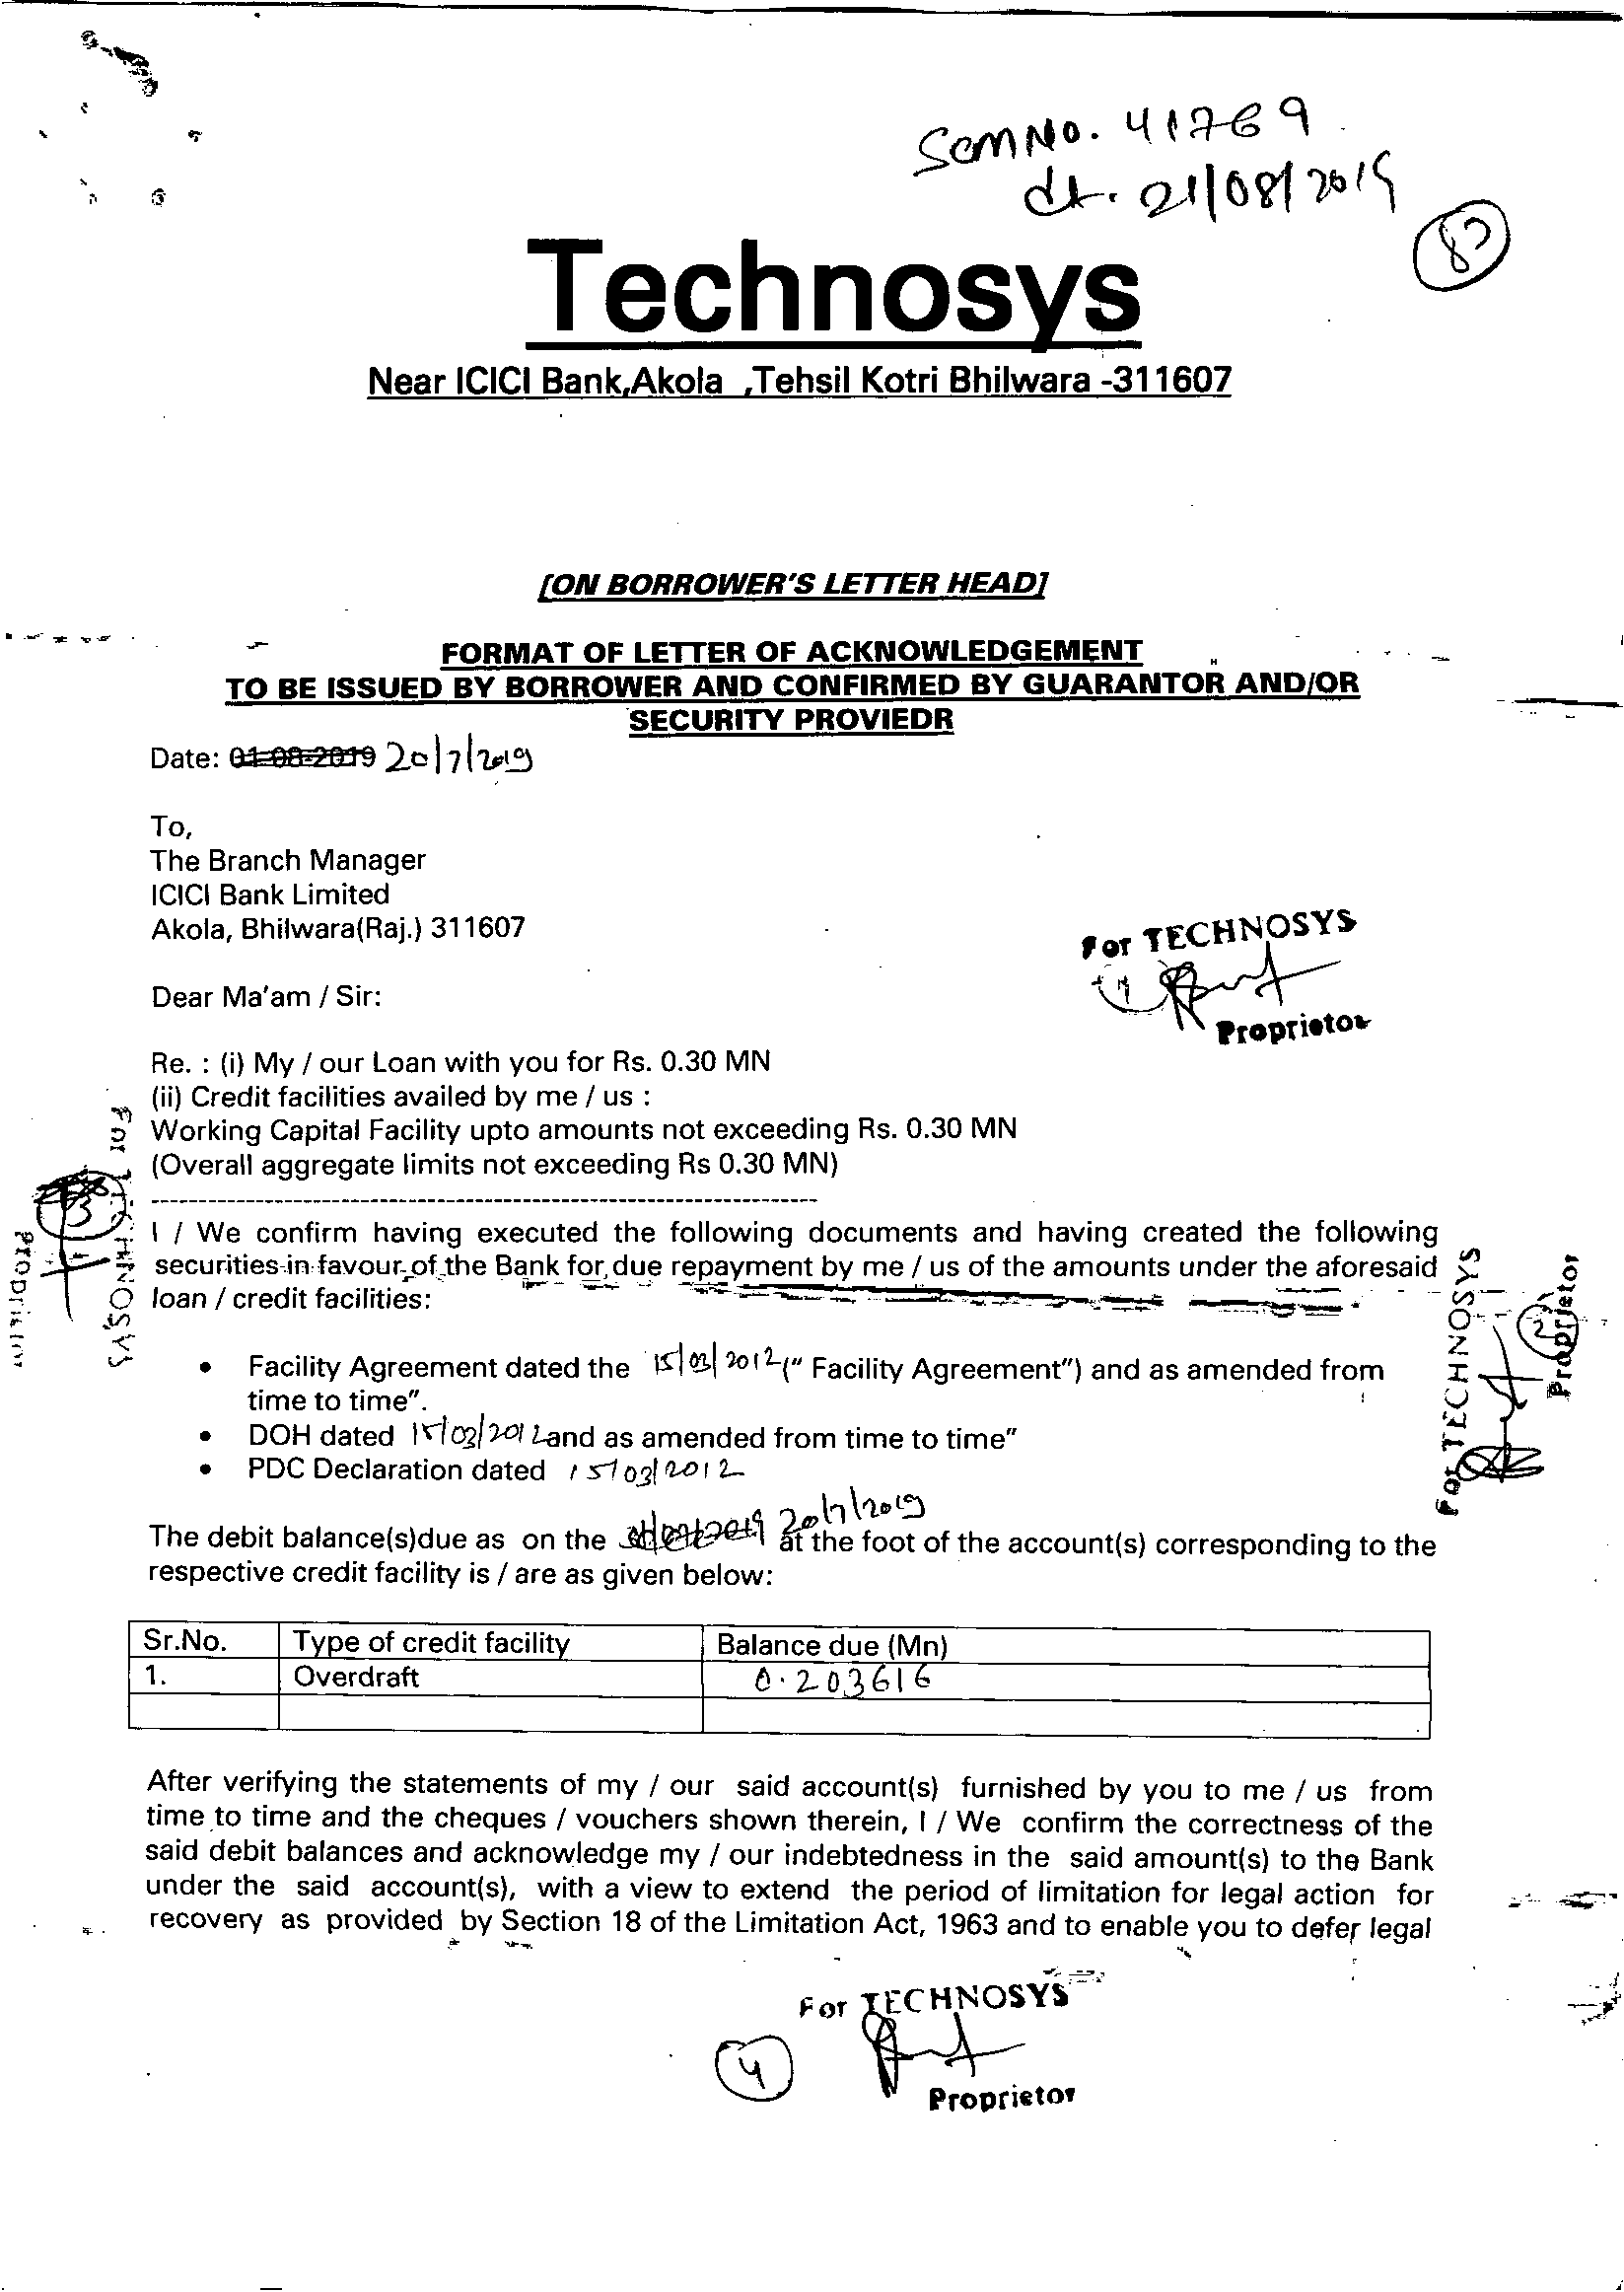 SCM No. 41769
dt. 21/08/2019
82
Technosys
Near ICICI Bank,Akola ,Tehsil Kotri Bhilwara -311607
[ON BORROWER'S LETTER HEAD]
FORMAT OF LETTER OF ACKNOWLEDGEMENT
TO BE ISSUED BY BORROWER AND CONFIRMED BY GUARANTOR AND/OR
SECURITY PROVIEDR
Date: 01-08-2019 20/7/2019
To,
The Branch Manager
ICICI Bank Limited
Akola, Bhilwara(Raj.) 311607
For TECHNOSYS
Proprietor
Dear Ma'am / Sir:
Re. : (i) My / our Loan with you for Rs. 0.30 MN
(ii) Credit facilities availed by me / us :
Working Capital Facility upto amounts not exceeding Rs. 0.30 MN
(Overall aggregate limits not exceeding Rs 0.30 MN)
For TECHNOSYS
3
Proprietor
I / We confirm having executed the following documents and having created the following
securities in favour of the Bank for due repayment by me / us of the amounts under the aforesaid
loan / credit facilities:
For TECHNOSYS
2
Proprietor
• Facility Agreement dated the 15/03/2012 (" Facility Agreement") and as amended from
time to time".
• DOH dated 15/03/2012 and as amended from time to time"
• PDC Declaration dated 15/03/2012
The debit balance(s)due as on the 20/7/2019 at the foot of the account(s) corresponding to the
respective credit facility is / are as given below:
Sr.No. Type of credit facility Balance due (Mn)
1. Overdraft 0.203616
After verifying the statements of my / our said account(s) furnished by you to me / us from
time to time and the cheques / vouchers shown therein, I / We confirm the correctness of the
said debit balances and acknowledge my / our indebtedness in the said amount(s) to the Bank
under the said account(s), with a view to extend the period of limitation for legal action for
recovery as provided by Section 18 of the Limitation Act, 1963 and to enable you to defer legal
For TECHNOSYS
4
Proprietor